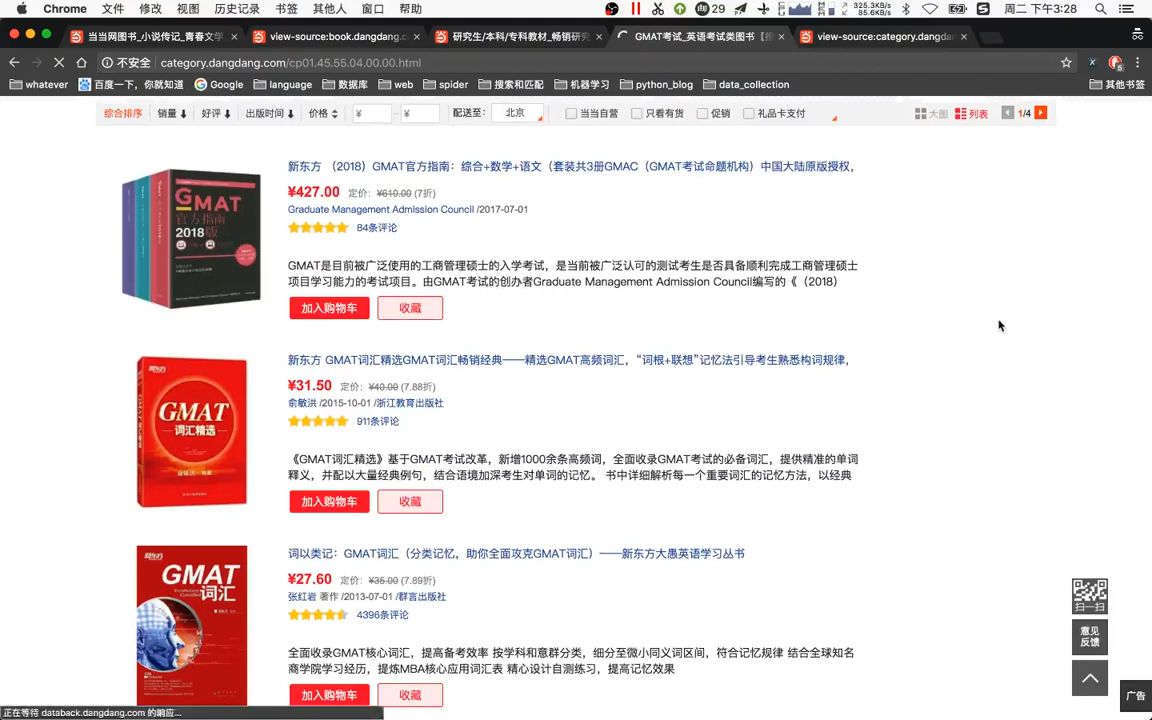 Chrome 文件 修改 视图 历史记录 书签 其他人 窗口 帮助 29 325.3KB/s 85.6KB/s 周二 下午3:28
当当网图书_小说传记_青春文学 view-source:book.dangdang.c 研究生/本科/专科教材_畅销研究 GMAT考试_英语考试类图书【 view-source:category.dangda
不安全 category.dangdang.com/cp01.45.55.04.00.00.html
whatever 百度一下，你就知道 Google language 数据库 web spider 搜索和匹配 机器学习 python_blog data_collection 其他书签
综合排序 销量 好评 出版时间 价格 ¥ - ¥ 配送至： 北京 当当自营 只看有货 促销 礼品卡支付 大图 列表 1/4
新东方 （2018）GMAT官方指南：综合+数学+语文（套装共3册GMAC（GMAT考试命题机构）中国大陆原版授权，
¥427.00 定价：¥610.00 (7折)
Graduate Management Admission Council /2017-07-01
84条评论
GMAT
官方指南
2018版
GMAT是目前被广泛使用的工商管理硕士的入学考试，是当前被广泛认可的测试考生是否具备顺利完成工商管理硕士
项目学习能力的考试项目。由GMAT考试的创办者Graduate Management Admission Council编写的《（2018）
加入购物车 收藏
新东方 GMAT词汇精选GMAT词汇畅销经典——精选GMAT高频词汇，“词根+联想”记忆法引导考生熟悉构词规律，
¥31.50 定价：¥40.00 (7.88折)
俞敏洪 /2015-10-01 /浙江教育出版社
911条评论
新东方
GMAT
词汇精选
《GMAT词汇精选》基于GMAT考试改革，新增1000余条高频词，全面收录GMAT考试的必备词汇，提供精准的单词
释义，并配以大量经典例句，结合语境加深考生对单词的记忆。 书中详细解析每一个重要词汇的记忆方法，以经典
加入购物车 收藏
词以类记：GMAT词汇（分类记忆，助你全面攻克GMAT词汇）——新东方大愚英语学习丛书
¥27.60 定价：¥35.00 (7.89折)
张红岩 著作 /2013-07-01 /群言出版社
4396条评论
新东方
GMAT
词汇
全面收录GMAT核心词汇，提高备考效率 按学科和意群分类，细分至微小同义词区间，符合记忆规律 结合全球知名
商学院学习经历，提炼MBA核心应用词汇表 精心设计自测练习，提高记忆效果
加入购物车 收藏
扫一扫
意见
反馈
广告
正在等待 databack.dangdang.com 的响应...